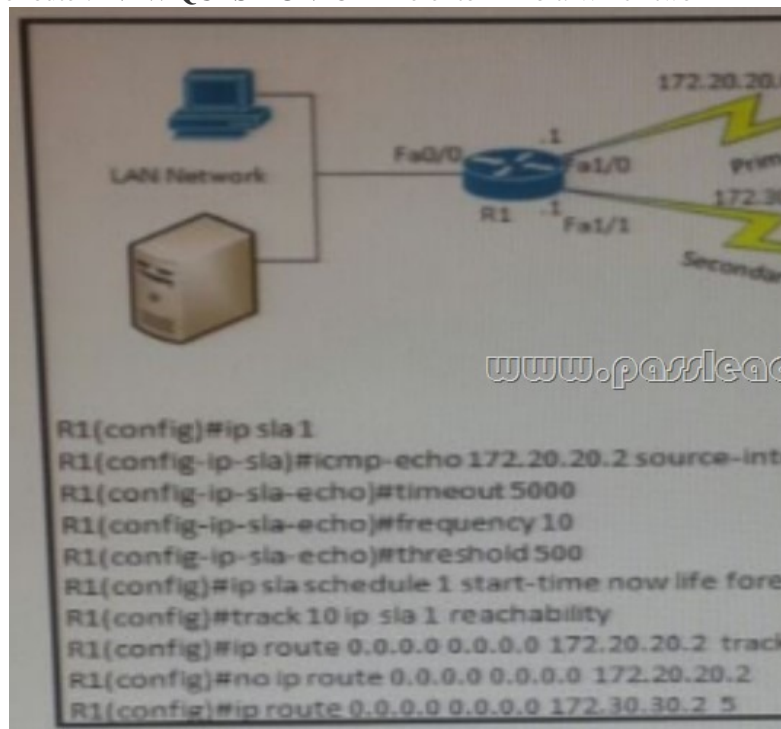 172.20.20.
Fa0/0
.1
Fa1/0
Prim
LAN Network
172.30
R1
.1
Fa1/1
Secondar
www.passlead
R1(config)#ip sla 1
R1(config-ip-sla)#icmp-echo 172.20.20.2 source-int
R1(config-ip-sla-echo)#timeout 5000
R1(config-ip-sla-echo)#frequency 10
R1(config-ip-sla-echo)#threshold 500
R1(config)#ip sla schedule 1 start-time now life fore
R1(config)#track 10 ip sla 1 reachability
R1(config)#ip route 0.0.0.0 0.0.0.0 172.20.20.2 track
R1(config)#no ip route 0.0.0.0 0.0.0.0 172.20.20.2
R1(config)#ip route 0.0.0.0 0.0.0.0 172.30.30.2 5